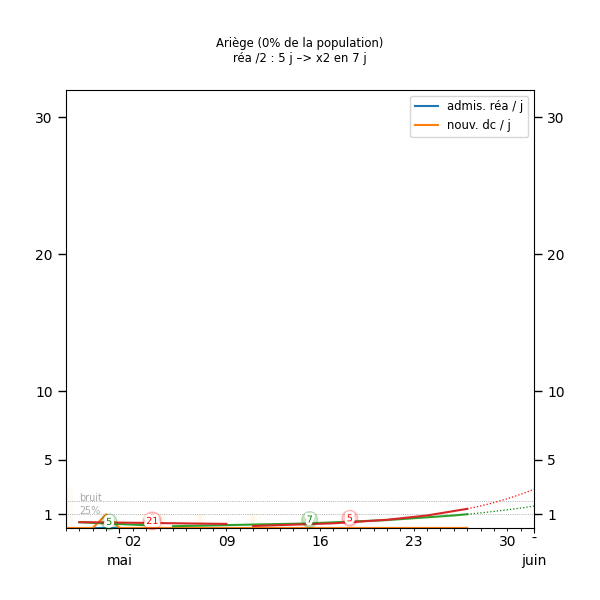 Ariège (0% de la population)
réa /2 : 5 j –> x2 en 7 j
admis. réa / j
nouv. dc / j
30 30
20 20
10 10
5 5
bruit
25%
1 1
5 21 7 5
02 09 16 23 30
mai juin